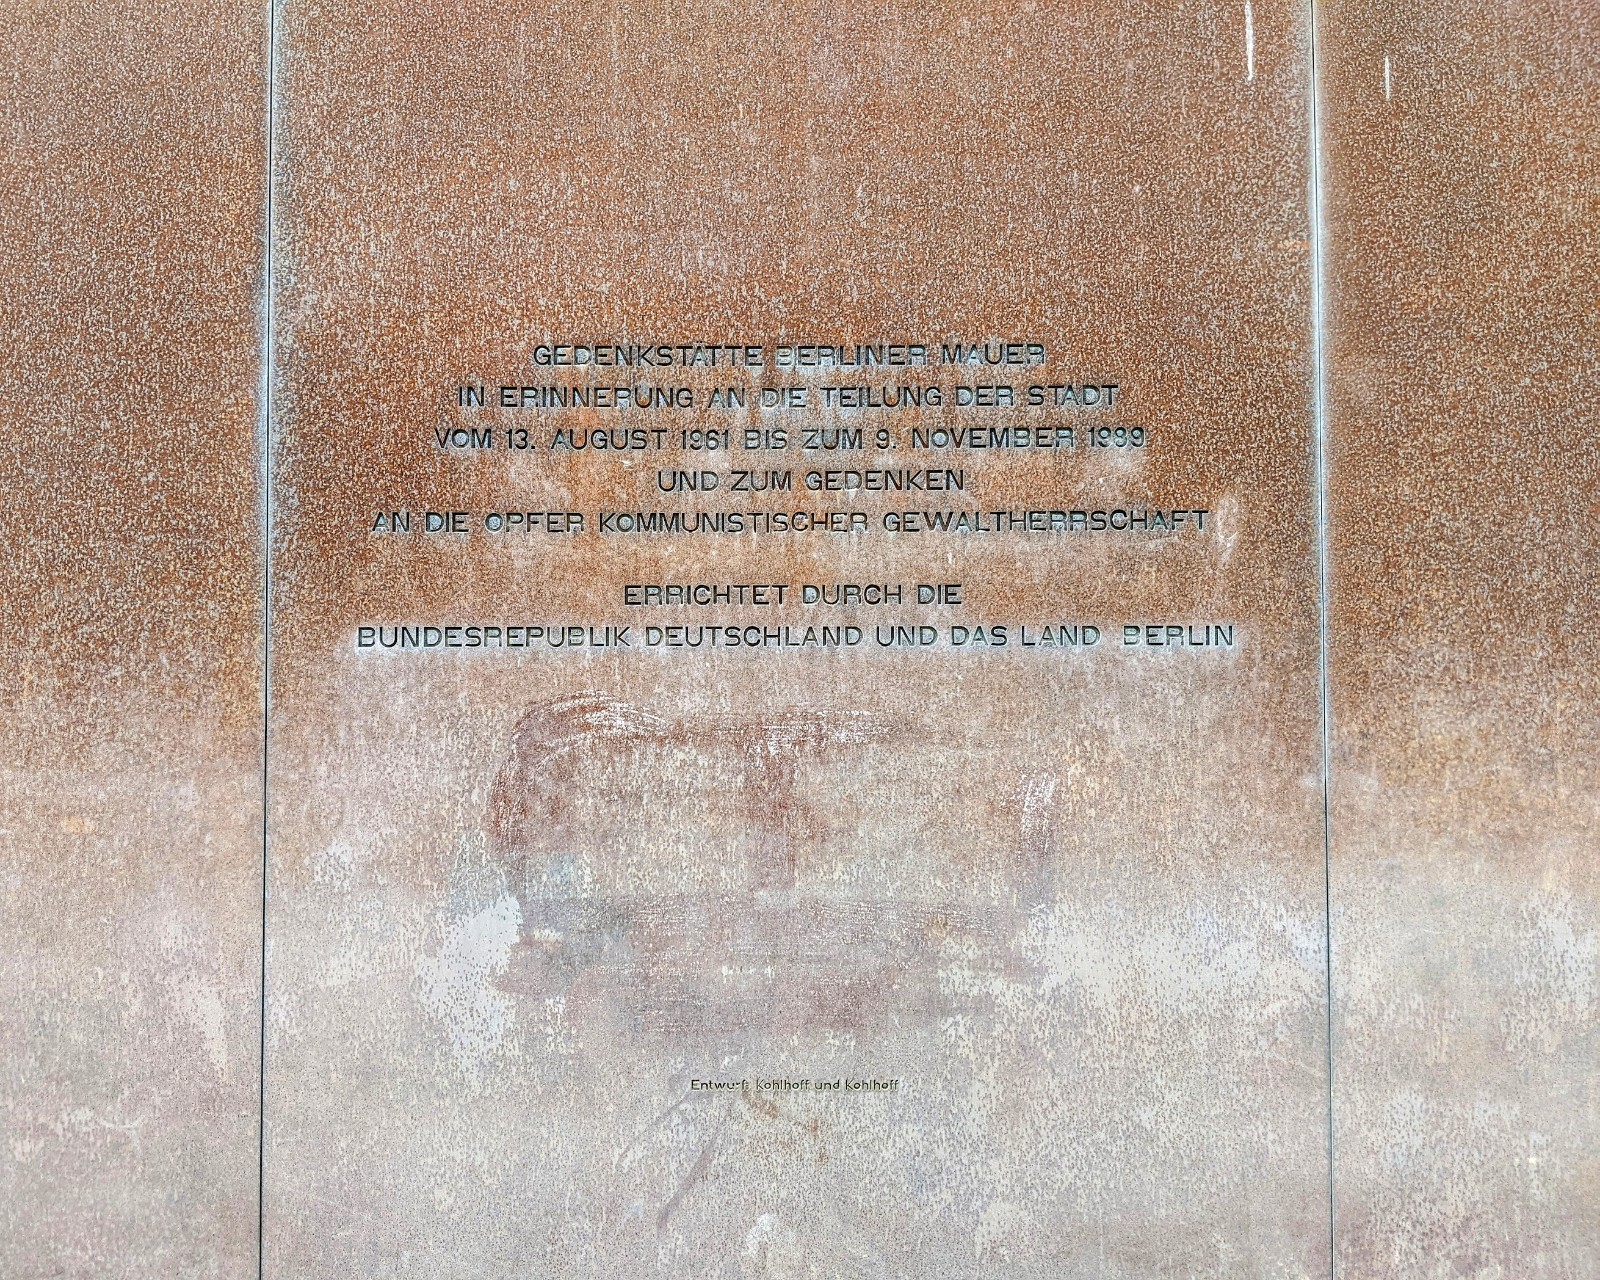 GEDENKSTÄTTE BERLINER MAUER
IN ERINNERUNG AN DIE TEILUNG DER STADT
VOM 13. AUGUST 1961 BIS ZUM 9. NOVEMBER 1989
UND ZUM GEDENKEN
AN DIE OPFER KOMMUNISTISCHER GEWALTHERRSCHAFT
ERRICHTET DURCH DIE
BUNDESREPUBLIK DEUTSCHLAND UND DAS LAND BERLIN
Entwurf: Kohlhoff und Kohlhoff